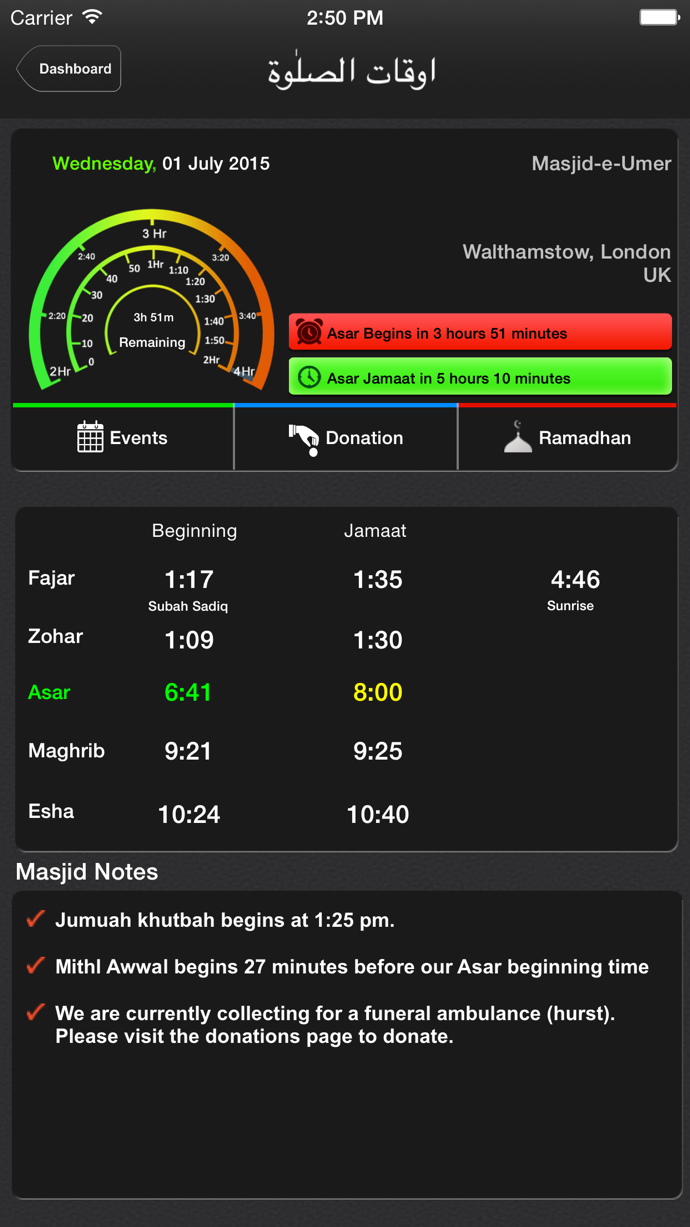 Carrier 2:50 PM
Dashboard
اوقات الصلٰوة
Wednesday, 01 July 2015
Masjid-e-Umer
Walthamstow, London
UK
3 Hr
2:40
3:20
2:20
3:40
2Hr
4Hr
50
1Hr
1:10
40
1:20
30
1:30
20
1:40
10
1:50
0
2Hr
3h 51m
Remaining
Asar Begins in 3 hours 51 minutes
Asar Jamaat in 5 hours 10 minutes
Events
Donation
Ramadhan
Beginning Jamaat
Fajar 1:17 1:35 4:46
Subah Sadiq Sunrise
Zohar 1:09 1:30
Asar 6:41 8:00
Maghrib 9:21 9:25
Esha 10:24 10:40
Masjid Notes
Jumuah khutbah begins at 1:25 pm.
Mithl Awwal begins 27 minutes before our Asar beginning time
We are currently collecting for a funeral ambulance (hurst).
Please visit the donations page to donate.